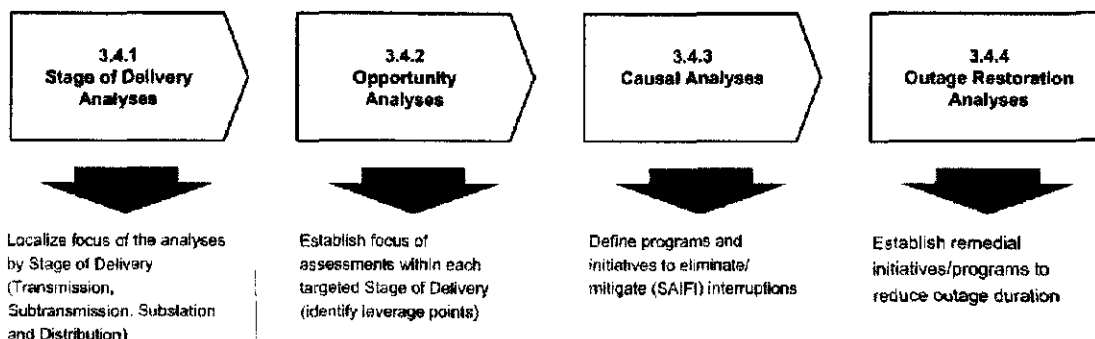 3.4.1
Stage of Delivery
Analyses
3.4.2
Opportunity
Analyses
3.4.3
Causal Analyses
3.4.4
Outage Restoration
Analyses
Localize focus of the analyses
by Stage of Delivery
(Transmission,
Subtransmission, Substation
and Distribution)
Establish focus of
assessments within each
targeted Stage of Delivery
(identify leverage points)
Define programs and
initiatives to eliminate/
mitigate (SAIFI) interruptions
Establish remedial
initiatives/programs to
reduce outage duration